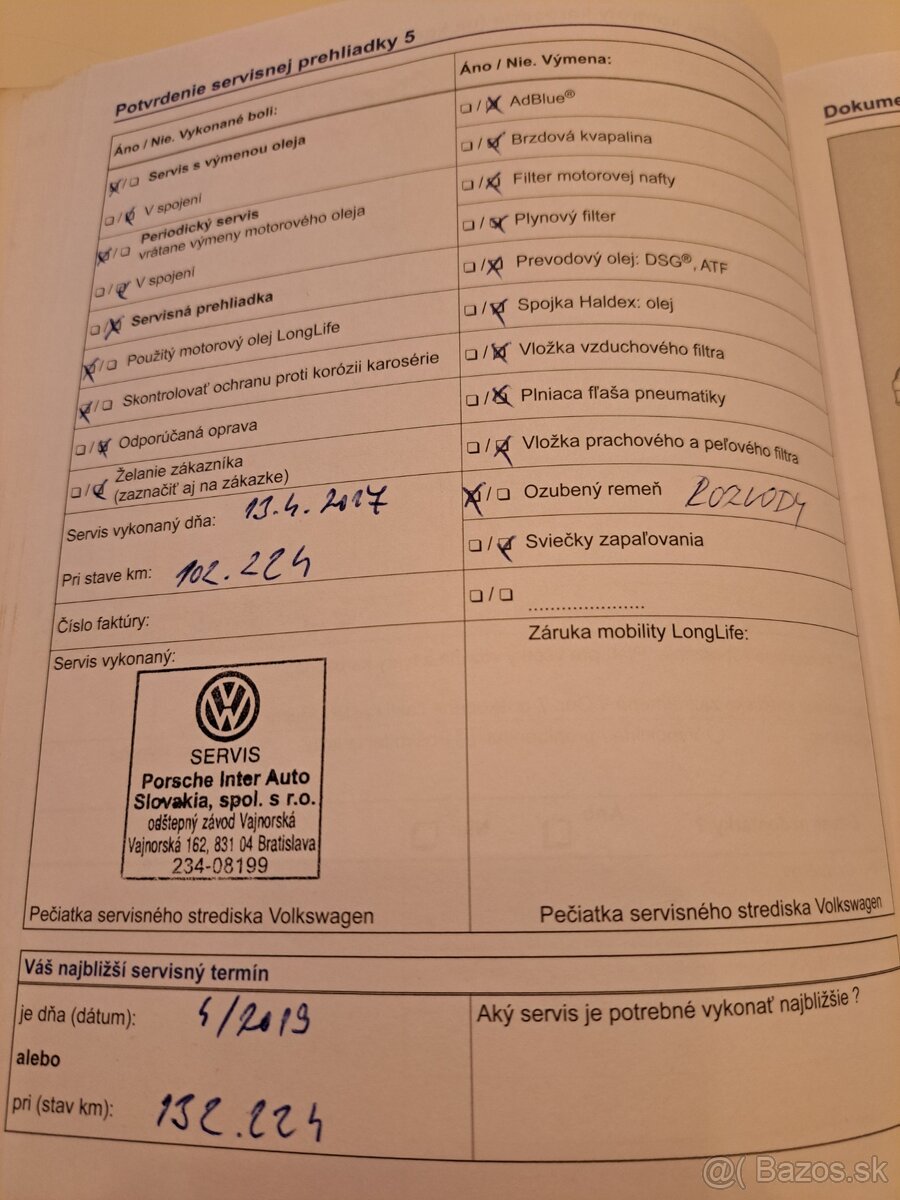 Potvrdenie servisnej prehliadky 5
Áno / Nie. Vykonané boli:
☒/☐ Servis s výmenou oleja
☐/☒ V spojení
☒/☐ Periodický servis
vrátane výmeny motorového oleja
☐/☒ V spojení
☐/☒ Servisná prehliadka
☒/☐ Použitý motorový olej LongLife
☒/☐ Skontrolovať ochranu proti korózii karosérie
☐/☒ Odporúčaná oprava
☐/☒ Želanie zákazníka
(zaznačiť aj na zákazke)
Servis vykonaný dňa: 13.4.2017
Pri stave km: 102.224
Číslo faktúry:
Servis vykonaný:
SERVIS
Porsche Inter Auto
Slovakia, spol. s r.o.
odštepný závod Vajnorská
Vajnorská 162, 831 04 Bratislava
234-08199
Pečiatka servisného strediska Volkswagen
Áno / Nie. Výmena:
☐/☒ AdBlue®
☐/☒ Brzdová kvapalina
☐/☒ Filter motorovej nafty
☐/☒ Plynový filter
☐/☒ Prevodový olej: DSG®, ATF
☐/☒ Spojka Haldex: olej
☐/☒ Vložka vzduchového filtra
☐/☒ Plniaca fľaša pneumatiky
☐/☒ Vložka prachového a peľového filtra
☒/☐ Ozubený remeň ROZVODY
☐/☒ Sviečky zapaľovania
☐/☐ .....................
Záruka mobility LongLife:
Pečiatka servisného strediska Volkswagen
Váš najbližší servisný termín
je dňa (dátum): 4/2019
alebo
pri (stav km): 132.224
Aký servis je potrebné vykonať najbližšie?
Dokume
@( Bazos.sk